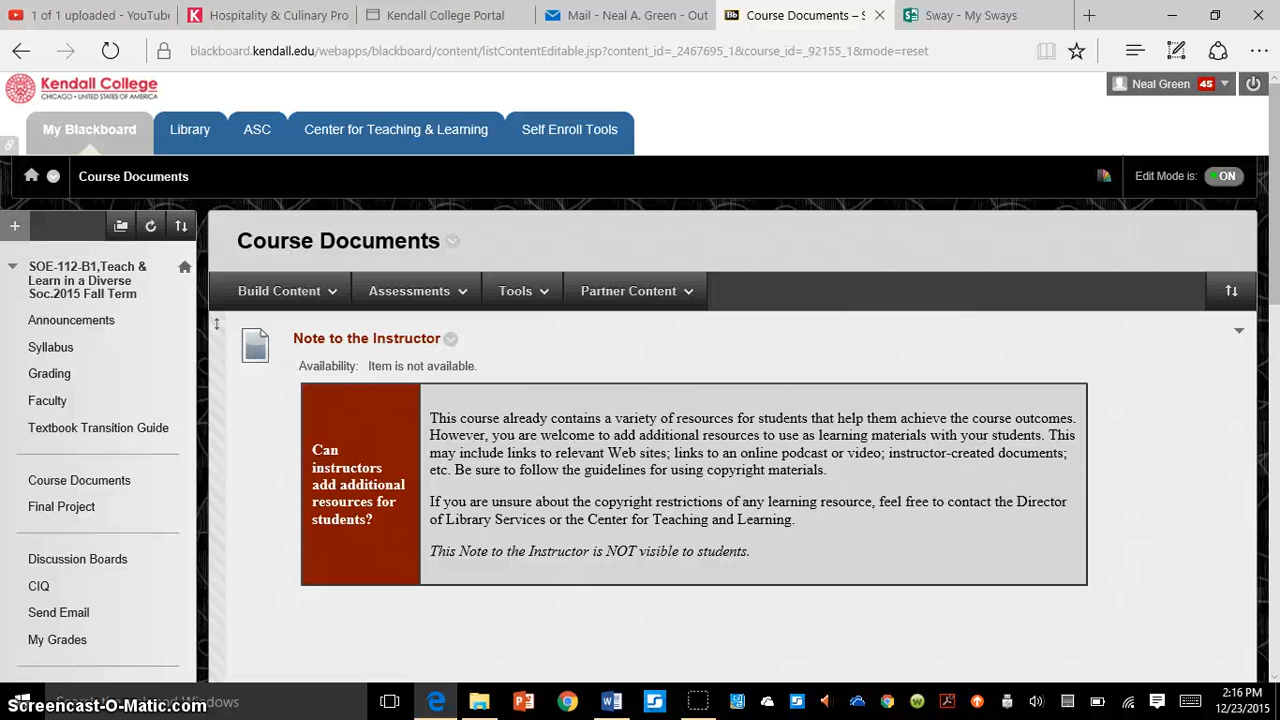 1 of 1 uploaded - YouTube
Hospitality & Culinary Pro
Kendall College Portal
Mail - Neal A. Green - Out
Bb Course Documents – S
Sway - My Sways
blackboard.kendall.edu/webapps/blackboard/content/listContentEditable.jsp?content_id=_2467695_1&course_id=_92155_1&mode=reset
Kendall College
CHICAGO • UNITED STATES OF AMERICA
Neal Green 45
My Blackboard
Library
ASC
Center for Teaching & Learning
Self Enroll Tools
Course Documents
Edit Mode is: ON
SOE-112-B1,Teach &
Learn in a Diverse
Soc.2015 Fall Term
Announcements
Syllabus
Grading
Faculty
Textbook Transition Guide
Course Documents
Final Project
Discussion Boards
CIQ
Send Email
My Grades
Course Documents
Build Content
Assessments
Tools
Partner Content
Note to the Instructor
Availability: Item is not available.
Can
instructors
add additional
resources for
students?
This course already contains a variety of resources for students that help them achieve the course outcomes.
However, you are welcome to add additional resources to use as learning materials with your students. This
may include links to relevant Web sites; links to an online podcast or video; instructor-created documents;
etc. Be sure to follow the guidelines for using copyright materials.
If you are unsure about the copyright restrictions of any learning resource, feel free to contact the Director
of Library Services or the Center for Teaching and Learning.
This Note to the Instructor is NOT visible to students.
Search the web and Windows
Screencast-O-Matic.com
2:16 PM
12/23/2015